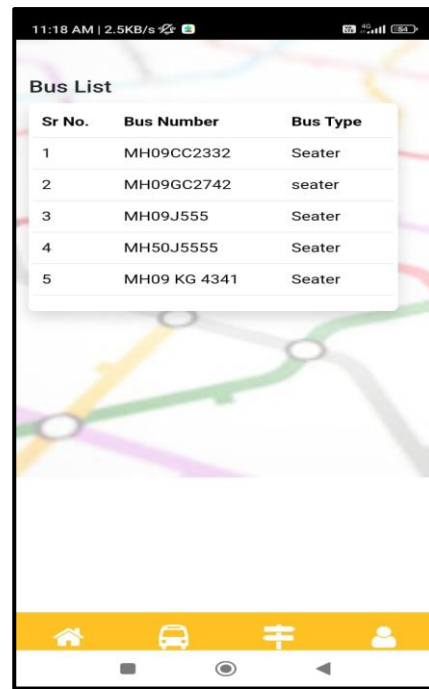 11:18 AM | 2.5KB/s
4G
54
Bus List
Sr No. Bus Number Bus Type
1 MH09CC2332 Seater
2 MH09GC2742 seater
3 MH09J555 Seater
4 MH50J5555 Seater
5 MH09 KG 4341 Seater